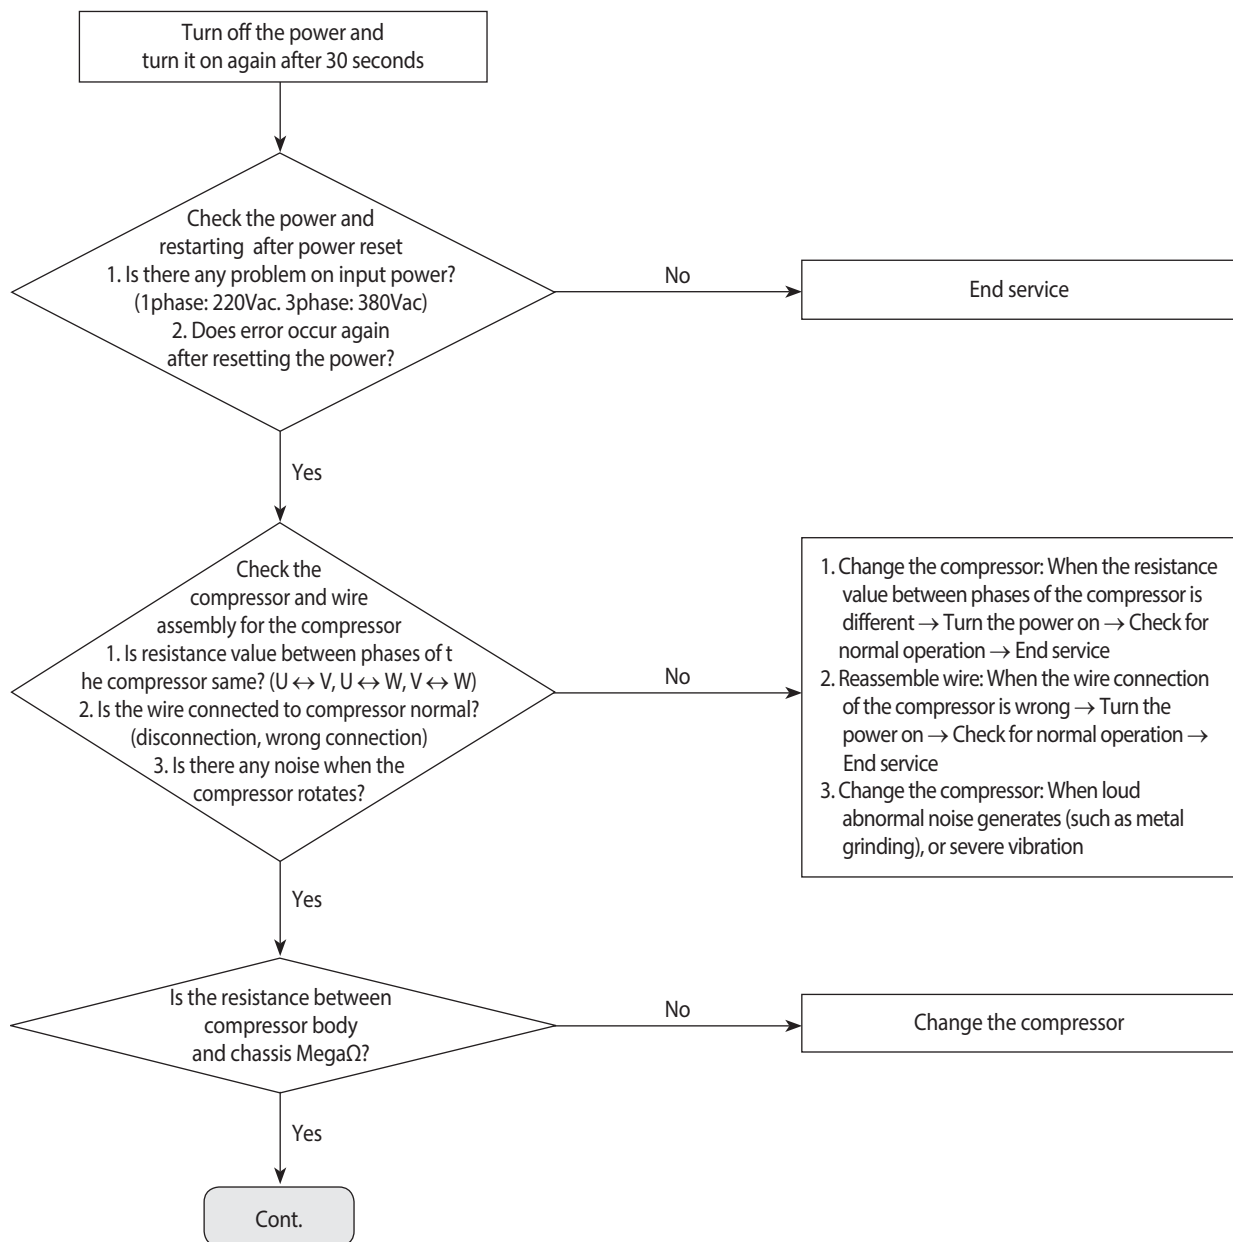 Turn off the power and
turn it on again after 30 seconds
Check the power and
restarting after power reset
1. Is there any problem on input power?
(1phase: 220Vac. 3phase: 380Vac)
2. Does error occur again
after resetting the power?
No
End service
Yes
Check the
compressor and wire
assembly for the compressor
1. Is resistance value between phases of t
he compressor same? (U ↔ V, U ↔ W, V ↔ W)
2. Is the wire connected to compressor normal?
(disconnection, wrong connection)
3. Is there any noise when the
compressor rotates?
No
1. Change the compressor: When the resistance
value between phases of the compressor is
different → Turn the power on → Check for
normal operation → End service
2. Reassemble wire: When the wire connection
of the compressor is wrong → Turn the
power on → Check for normal operation →
End service
3. Change the compressor: When loud
abnormal noise generates (such as metal
grinding), or severe vibration
Yes
Is the resistance between
compressor body
and chassis MegaΩ?
No
Change the compressor
Yes
Cont.